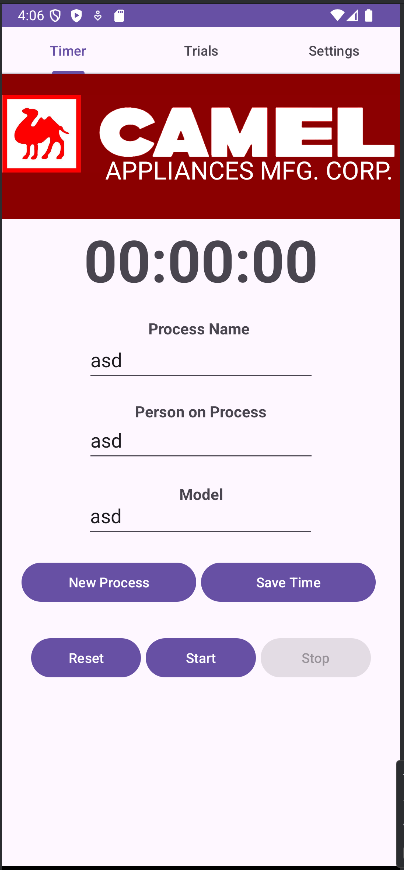 4:06
Timer Trials Settings
CAMEL
APPLIANCES MFG. CORP.
00:00:00
Process Name
asd
Person on Process
asd
Model
asd
New Process Save Time
Reset Start Stop